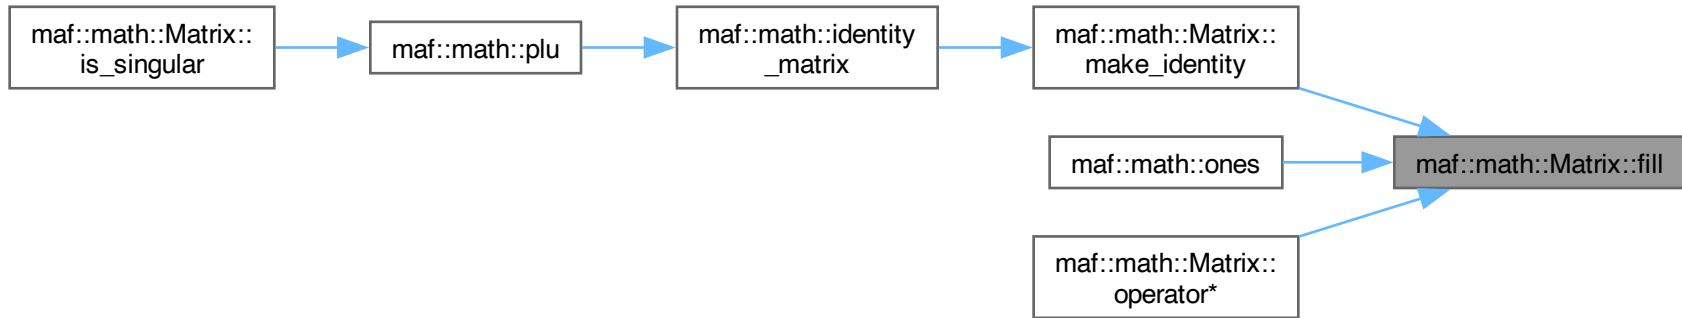 maf::math::Matrix::
is_singular
maf::math::plu
maf::math::identity
_matrix
maf::math::Matrix::
make_identity
maf::math::ones
maf::math::Matrix::fill
maf::math::Matrix::
operator*